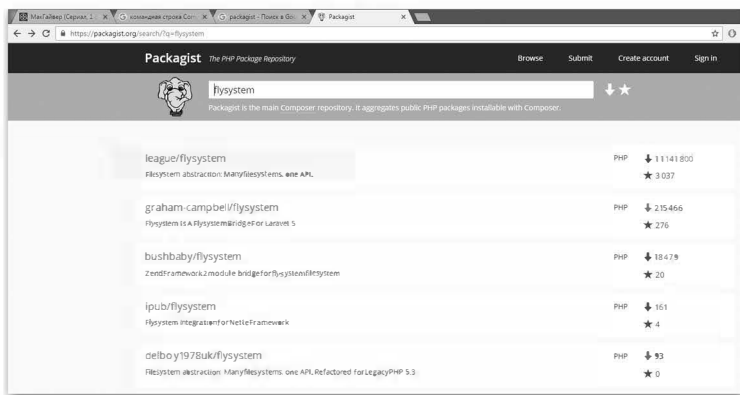 МакГайвер (Сериал, 1
командная строка Com
packagist - Поиск в Goo
Packagist
https://packagist.org/search/?q=flysystem
Packagist The PHP Package Repository Browse Submit Create account Sign in
flysystem
Packagist is the main Composer repository. It aggregates public PHP packages installable with Composer.
league/flysystem PHP 11 141 800
Filesystem abstraction: Many filesystems, one API. 3 037
graham-campbell/flysystem PHP 215 466
Flysystem Is A Flysystem Bridge For Laravel 5 276
bushbaby/flysystem PHP 18 479
Zend Framework 2 module bridge for flysystem filesystem 20
ipub/flysystem PHP 161
Flysystem integration for Nette Framework 4
delboy1978uk/flysystem PHP 93
Filesystem abstraction: Many filesystems, one API, Refactored for Legacy PHP 5.3 0